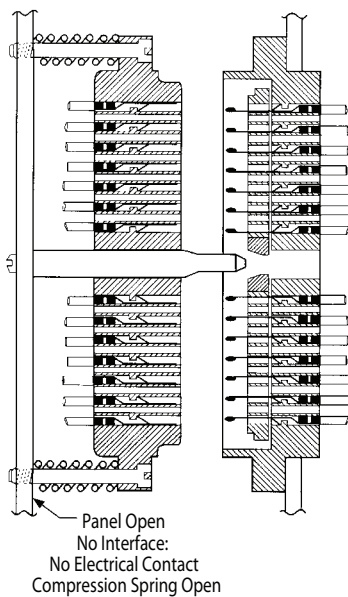 Panel Open
No Interface:
No Electrical Contact
Compression Spring Open